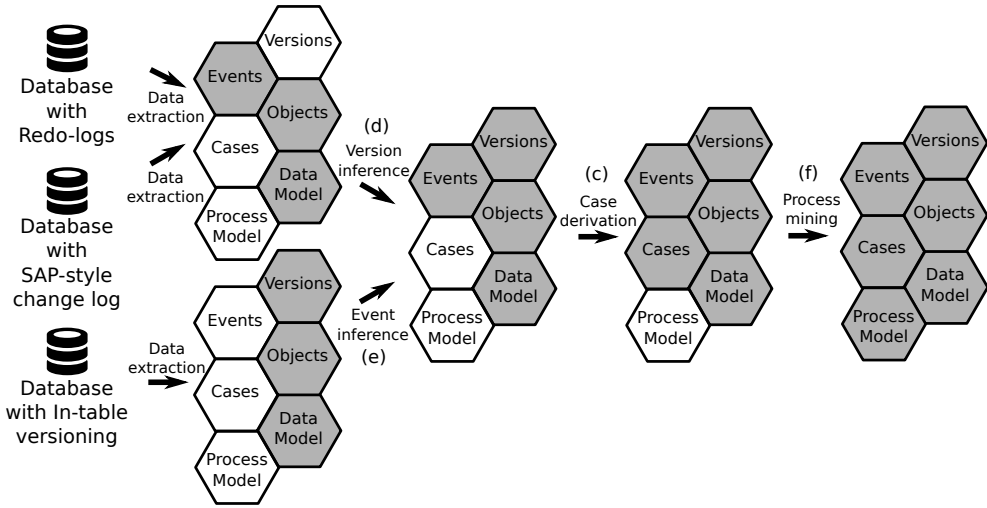 Database
with
Redo-logs
Data
extraction
Data
extraction
Database
with
SAP-style
change log
Database
with In-table
versioning
Data
extraction
Versions
Events
Objects
Cases
Data
Model
Process
Model
Versions
Events
Objects
Cases
Data
Model
Process
Model
(d)
Version
inference
Event
inference
(e)
Versions
Events
Objects
Cases
Data
Model
Process
Model
(c)
Case
derivation
Versions
Events
Objects
Cases
Data
Model
Process
Model
(f)
Process
mining
Versions
Events
Objects
Cases
Data
Model
Process
Model